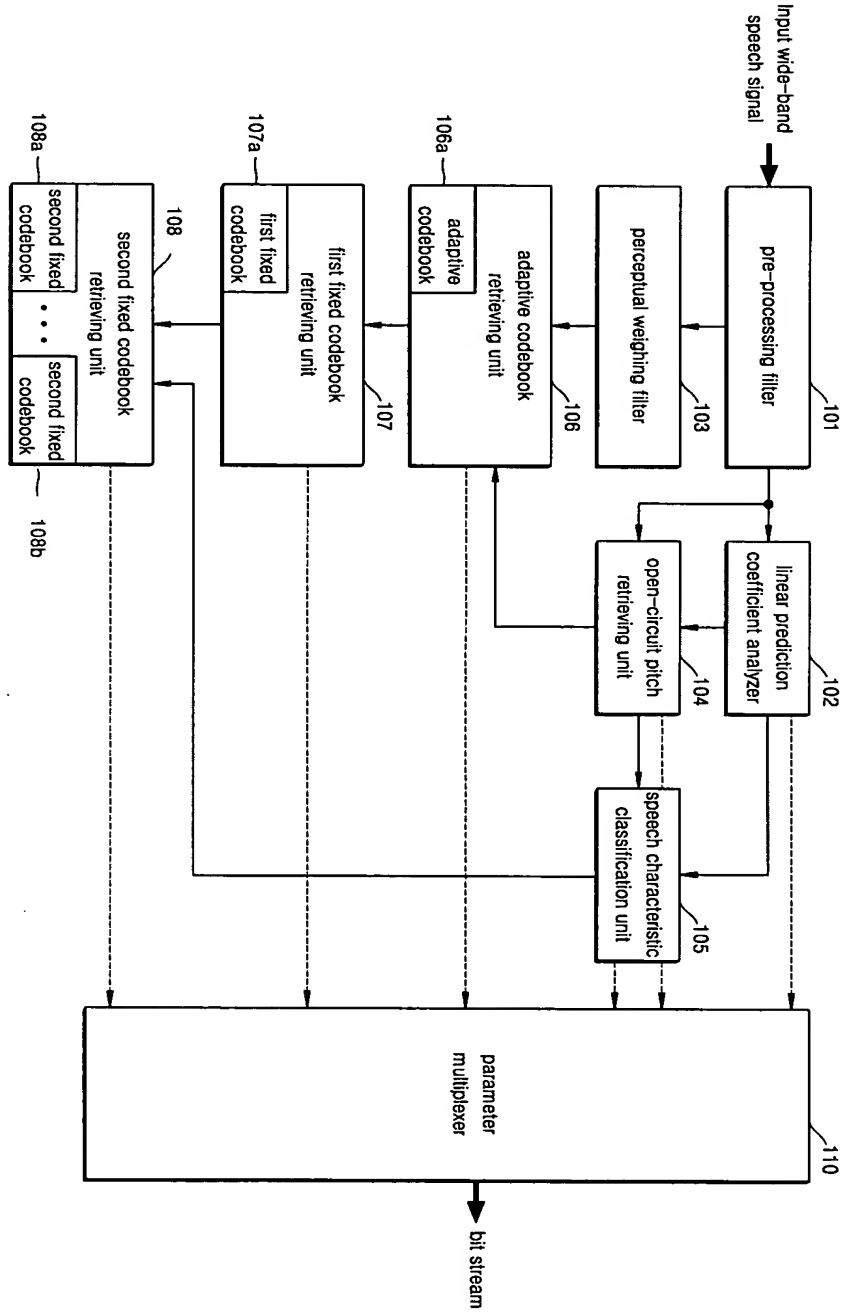 Input wide-band
speech signal
pre-processing filter
101
linear prediction
coefficient analyzer
102
perceptual weighing filter
103
open-circuit pitch
retrieving unit
104
speech characteristic
classification unit
105
adaptive codebook
retrieving unit
106
adaptive
codebook
106a
first fixed codebook
retrieving unit
107
first fixed
codebook
107a
second fixed codebook
retrieving unit
108
second fixed
codebook
108a
• • •
second fixed
codebook
108b
parameter
multiplexer
110
bit stream